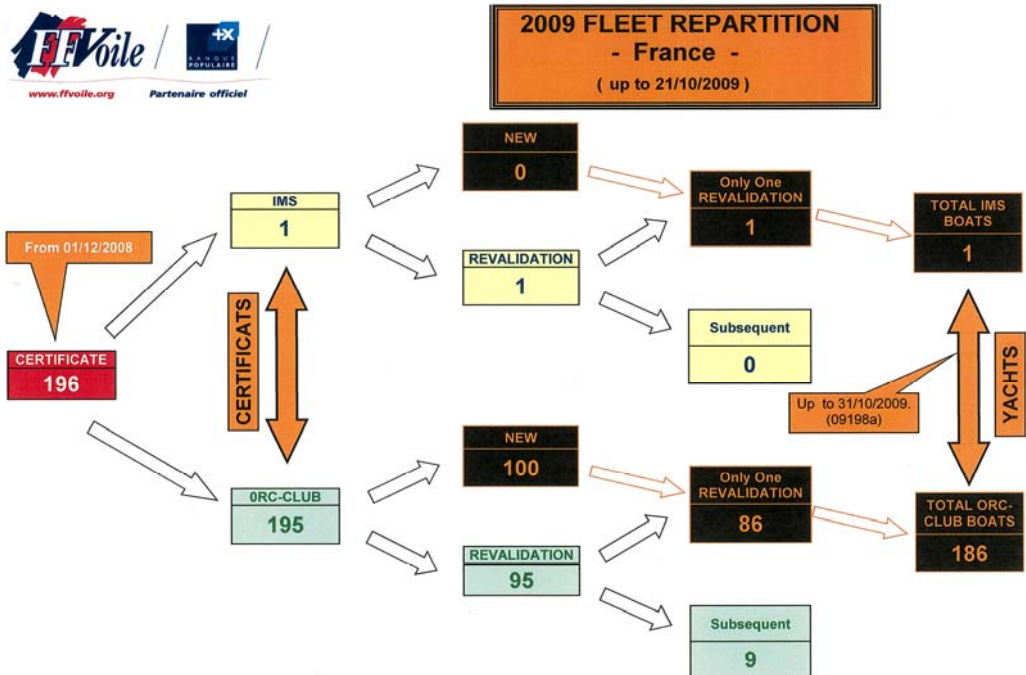 FFVoile
+X
BANQUE
POPULAIRE
www.ffvoile.org
Partenaire officiel
2009 FLEET REPARTITION
- France -
( up to 21/10/2009 )
From 01/12/2008
CERTIFICATE
196
IMS
1
CERTIFICATS
0RC-CLUB
195
NEW
0
REVALIDATION
1
Only One
REVALIDATION
1
Subsequent
0
TOTAL IMS
BOATS
1
Up to 31/10/2009.
(09198a)
YACHTS
NEW
100
REVALIDATION
95
Only One
REVALIDATION
86
Subsequent
9
TOTAL ORC-
CLUB BOATS
186